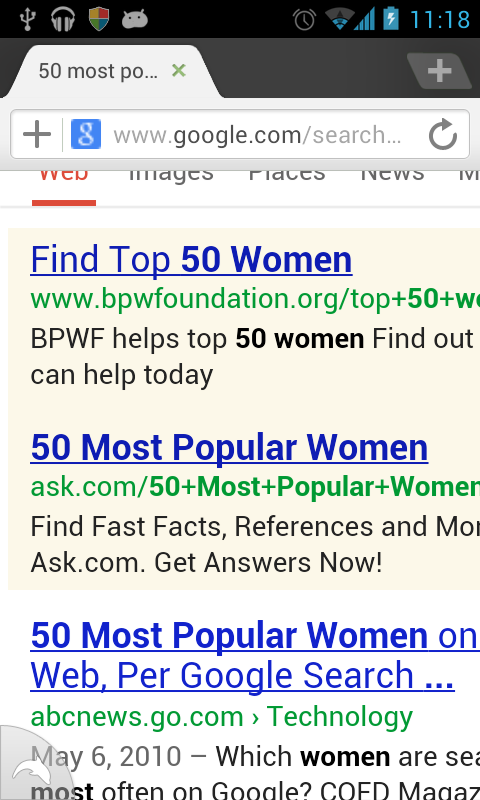 11:18
50 most po...
www.google.com/search...
Web Images Places News M
Find Top 50 Women
www.bpwfoundation.org/top+50+w
BPWF helps top 50 women Find out
can help today
50 Most Popular Women
ask.com/50+Most+Popular+Women
Find Fast Facts, References and Mor
Ask.com. Get Answers Now!
50 Most Popular Women on
Web, Per Google Search ...
abcnews.go.com › Technology
May 6, 2010 – Which women are sea
most often on Google? COED Magaz